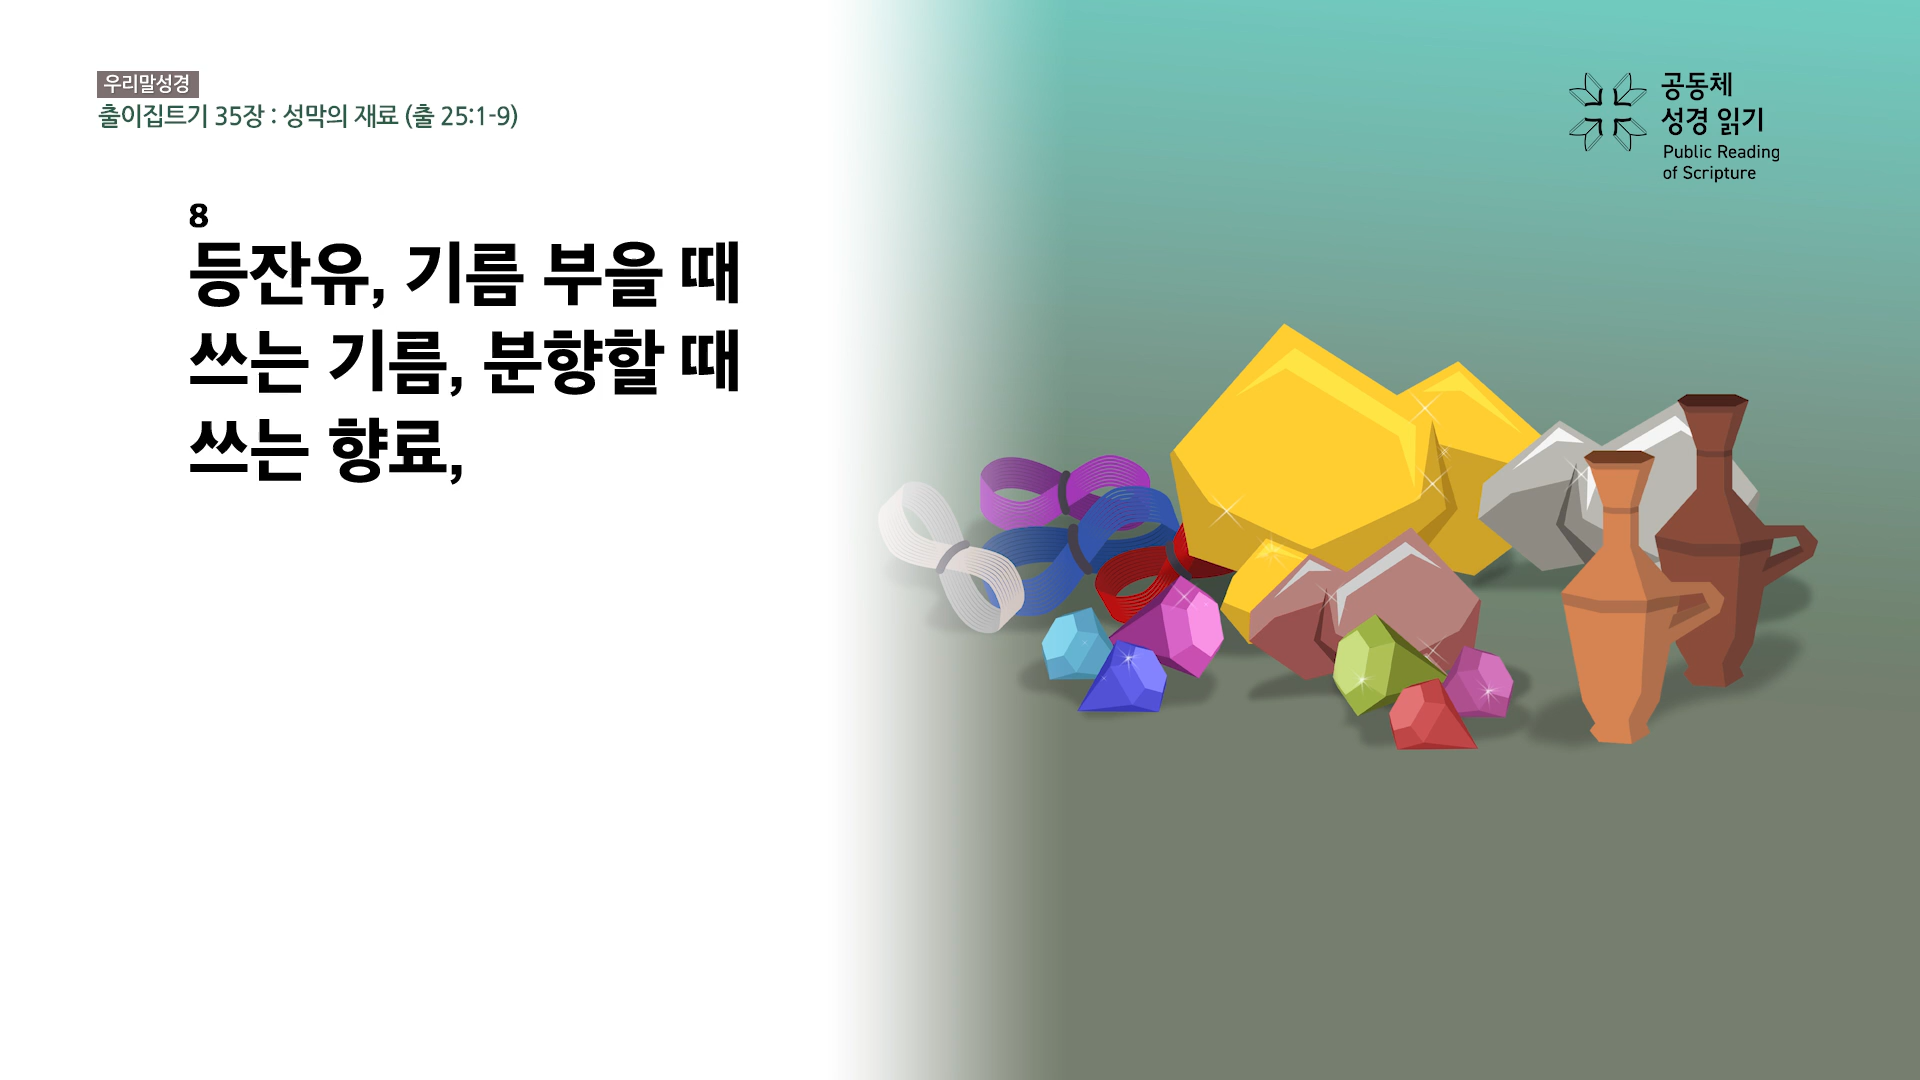 우리말성경
출이집트기 35장 : 성막의 재료 (출 25:1-9)
8
등잔유, 기름 부을 때
쓰는 기름, 분향할 때
쓰는 향료,
공동체
성경 읽기
Public Reading
of Scripture